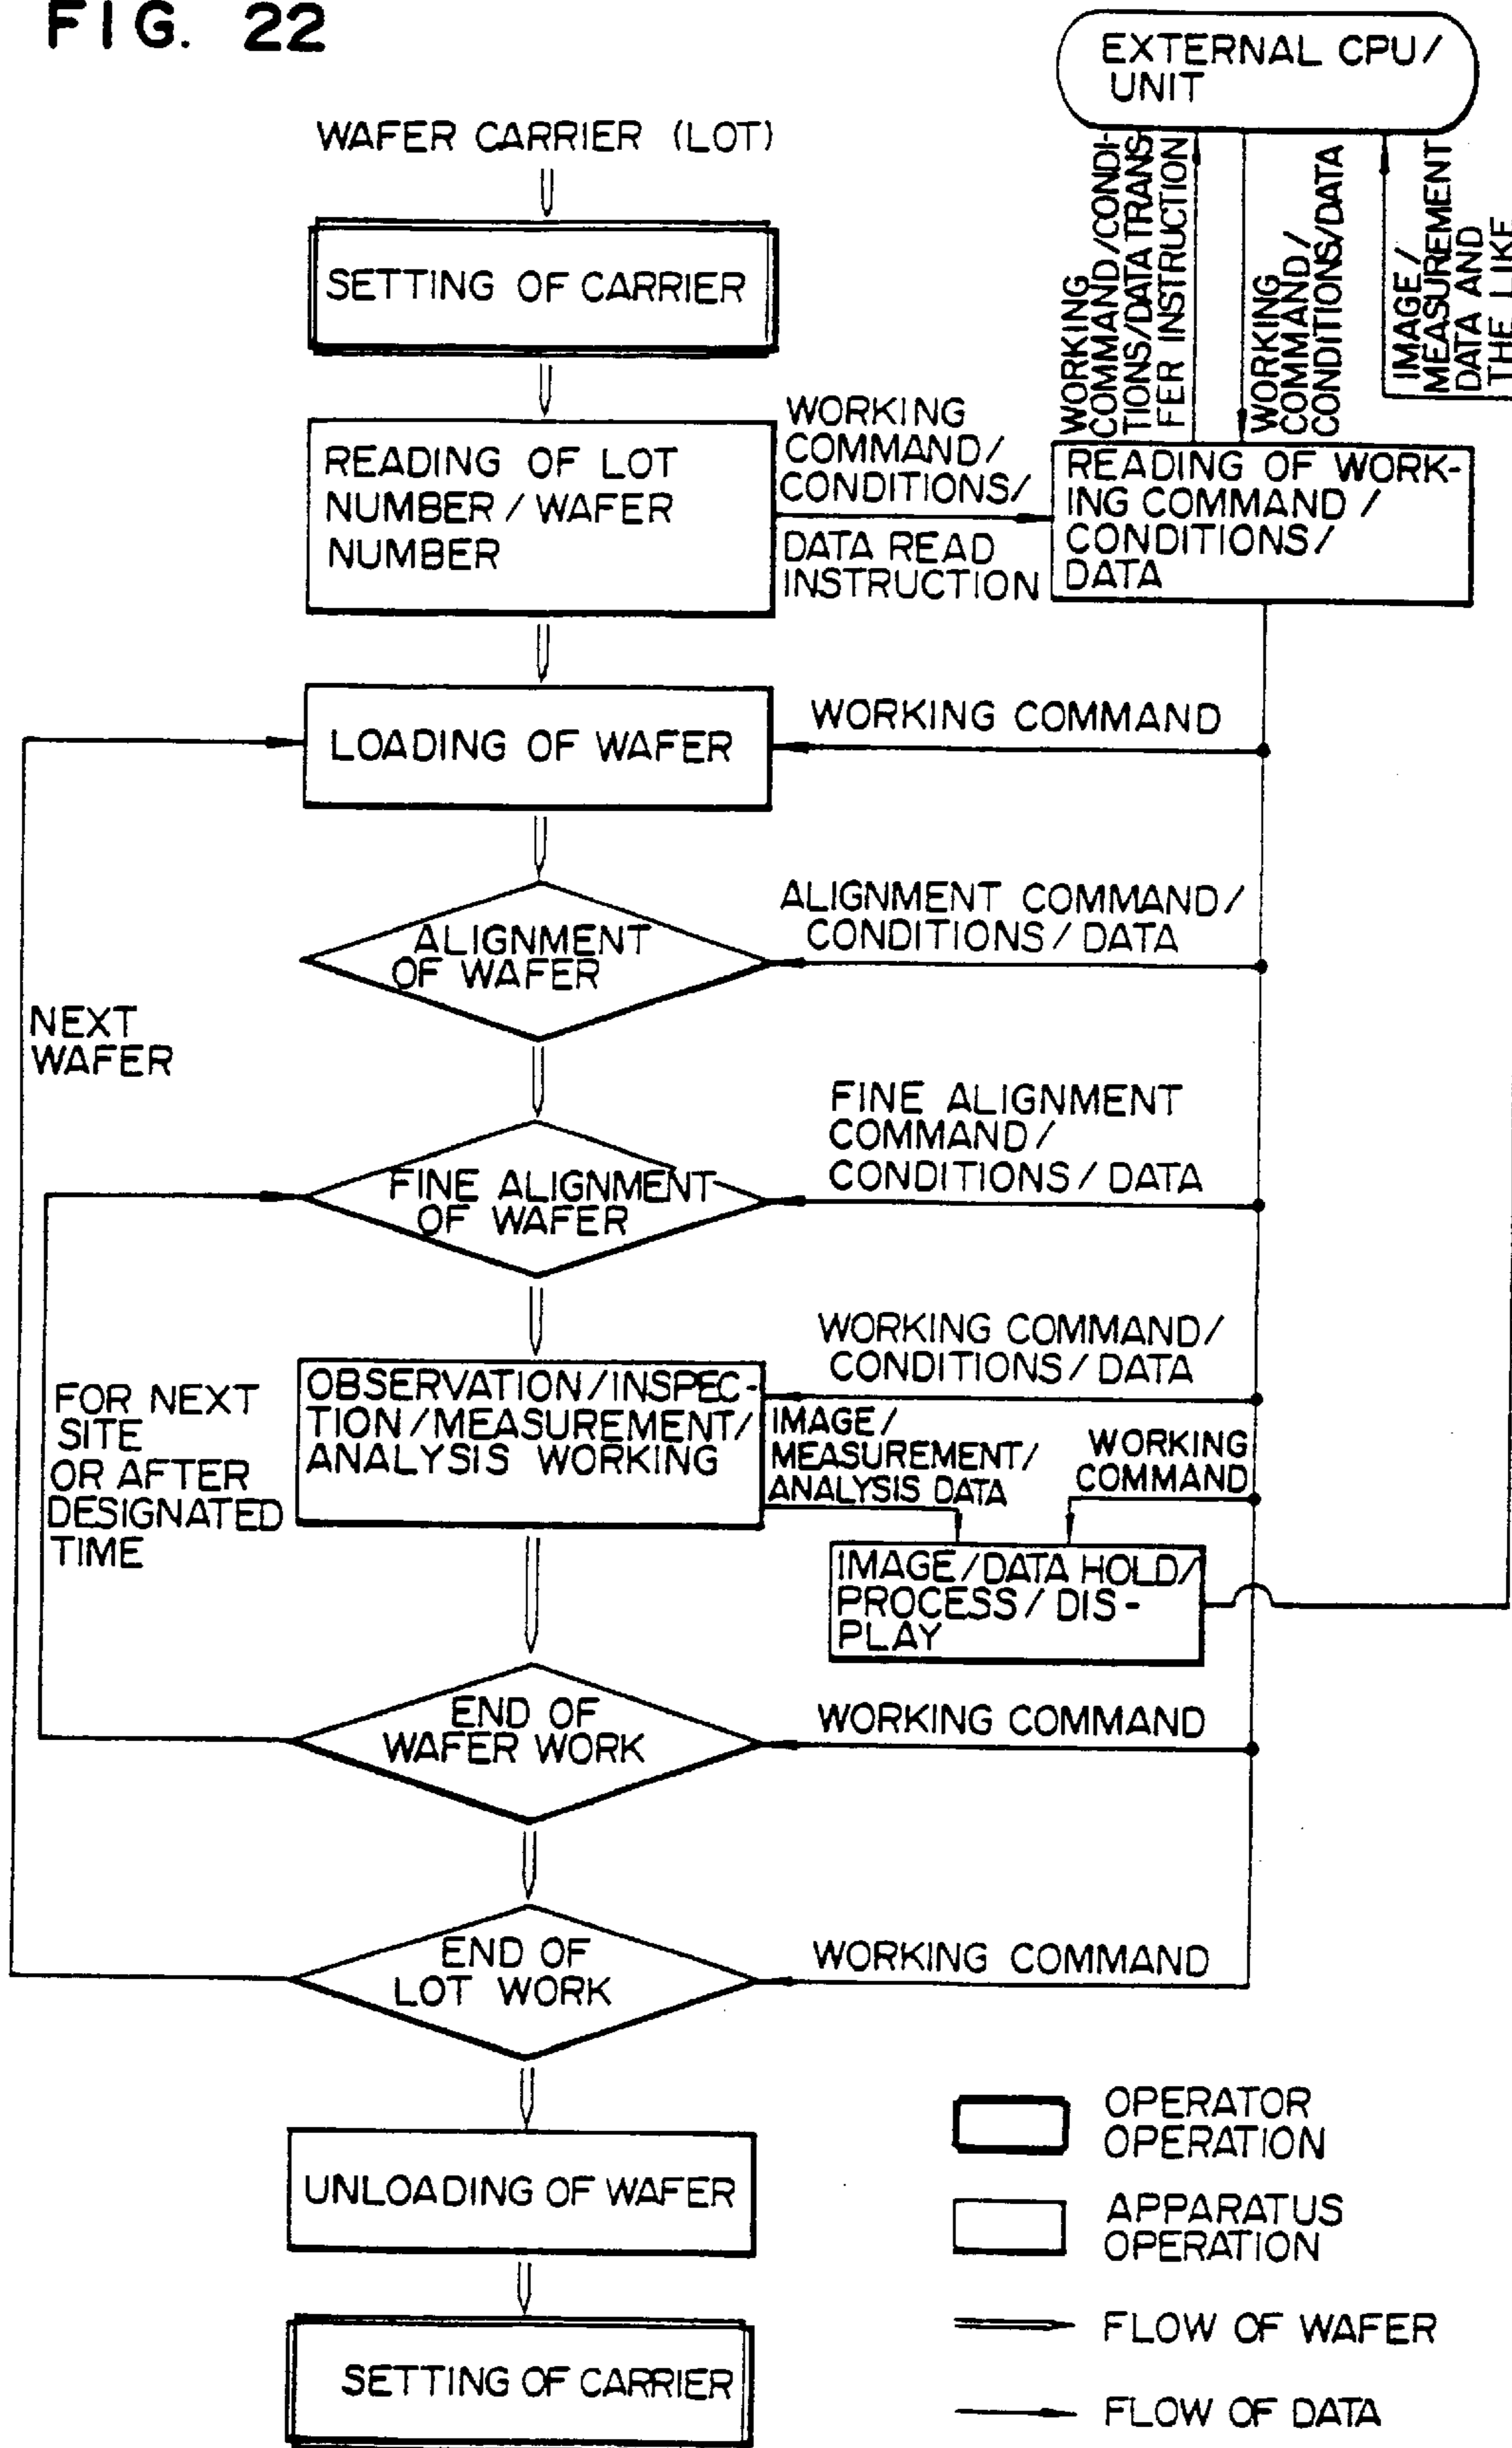 FIG. 22
EXTERNAL CPU/
UNIT
WAFER CARRIER (LOT)
SETTING OF CARRIER
WORKING
COMMAND/CONDI-
TIONS/DATA TRANS
FER INSTRUCTION
WORKING
COMMAND/
CONDITIONS/DATA
IMAGE/
MEASUREMENT
DATA AND
THE LIKE
READING OF LOT
NUMBER/WAFER
NUMBER
WORKING
COMMAND/
CONDITIONS/
DATA READ
INSTRUCTION
READING OF WORK-
ING COMMAND/
CONDITIONS/
DATA
LOADING OF WAFER
WORKING COMMAND
ALIGNMENT
OF WAFER
ALIGNMENT COMMAND/
CONDITIONS/DATA
NEXT
WAFER
FINE ALIGNMENT
OF WAFER
FINE ALIGNMENT
COMMAND/
CONDITIONS/DATA
FOR NEXT
SITE
OR AFTER
DESIGNATED
TIME
OBSERVATION/INSPEC-
TION/MEASUREMENT/
ANALYSIS WORKING
WORKING COMMAND/
CONDITIONS/DATA
IMAGE/
MEASUREMENT/
ANALYSIS DATA
WORKING
COMMAND
IMAGE/DATA HOLD/
PROCESS/DIS-
PLAY
END OF
WAFER WORK
WORKING COMMAND
END OF
LOT WORK
WORKING COMMAND
UNLOADING OF WAFER
SETTING OF CARRIER
OPERATOR
OPERATION
APPARATUS
OPERATION
FLOW OF WAFER
FLOW OF DATA